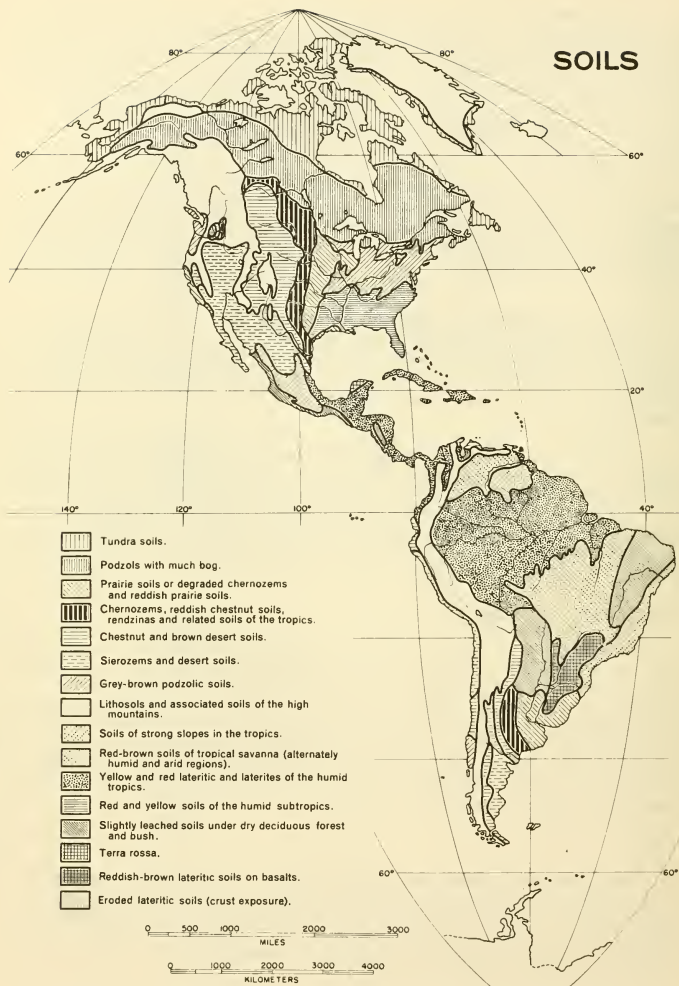 SOILS
80°
80°
60°
60°
40°
20°
140°
120°
100°
40°
Tundra soils.
Podzols with much bog.
Prairie soils or degraded chernozems
and reddish prairie soils.
Chernozems, reddish chestnut soils,
rendzinas and related soils of the tropics.
Chestnut and brown desert soils.
Sierozems and desert soils.
Grey-brown podzolic soils.
Lithosols and associated soils of the high
mountains.
Soils of strong slopes in the tropics.
Red-brown soils of tropical savanna (alternately
humid and arid regions).
Yellow and red lateritic and laterites of the humid
tropics.
Red and yellow soils of the humid subtropics.
Slightly leached soils under dry deciduous forest
and bush.
Terra rossa.
Reddish-brown lateritic soils on basalts.
Eroded lateritic soils (crust exposure).
60°
60°
0 500 1000 2000 3000
MILES
0 1000 2000 3000 4000
KILOMETERS